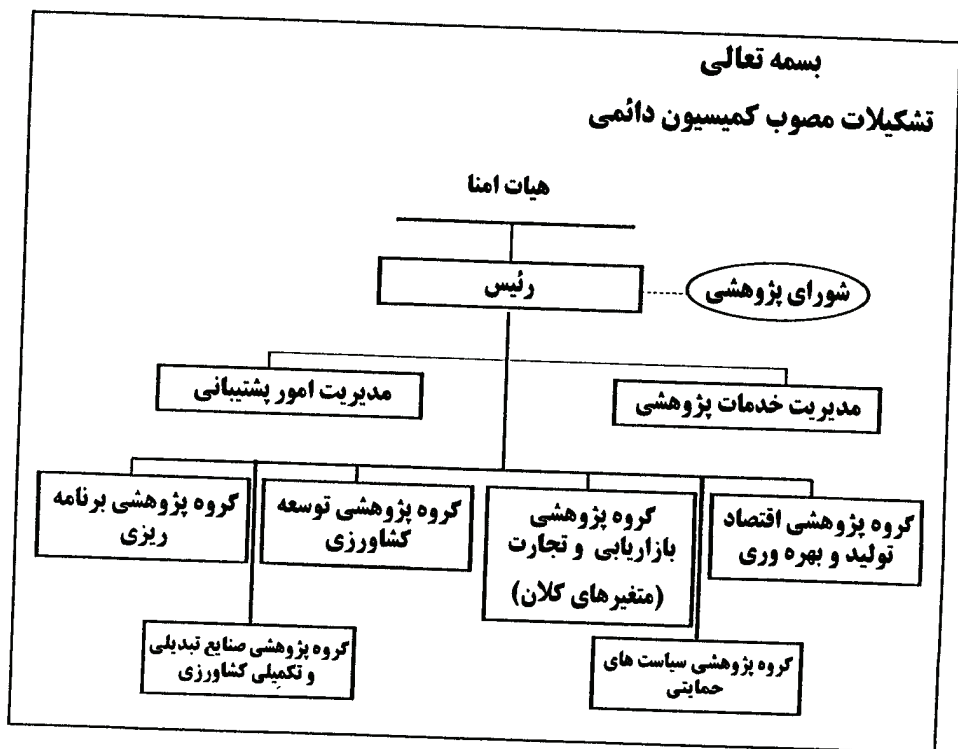 بسمه تعالی
تشکیلات مصوب کمیسیون دائمی
هیات امنا
رئیس
شورای پژوهشی
مدیریت خدمات پژوهشی
مدیریت امور پشتیبانی
گروه پژوهشی اقتصاد
تولید و بهره وری
گروه پژوهشی
بازاریابی و تجارت
(متغیرهای کلان)
گروه پژوهشی توسعه
کشاورزی
گروه پژوهشی برنامه
ریزی
گروه پژوهشی سیاست های
حمایتی
گروه پژوهشی صنایع تبدیلی
و تکمیلی کشاورزی